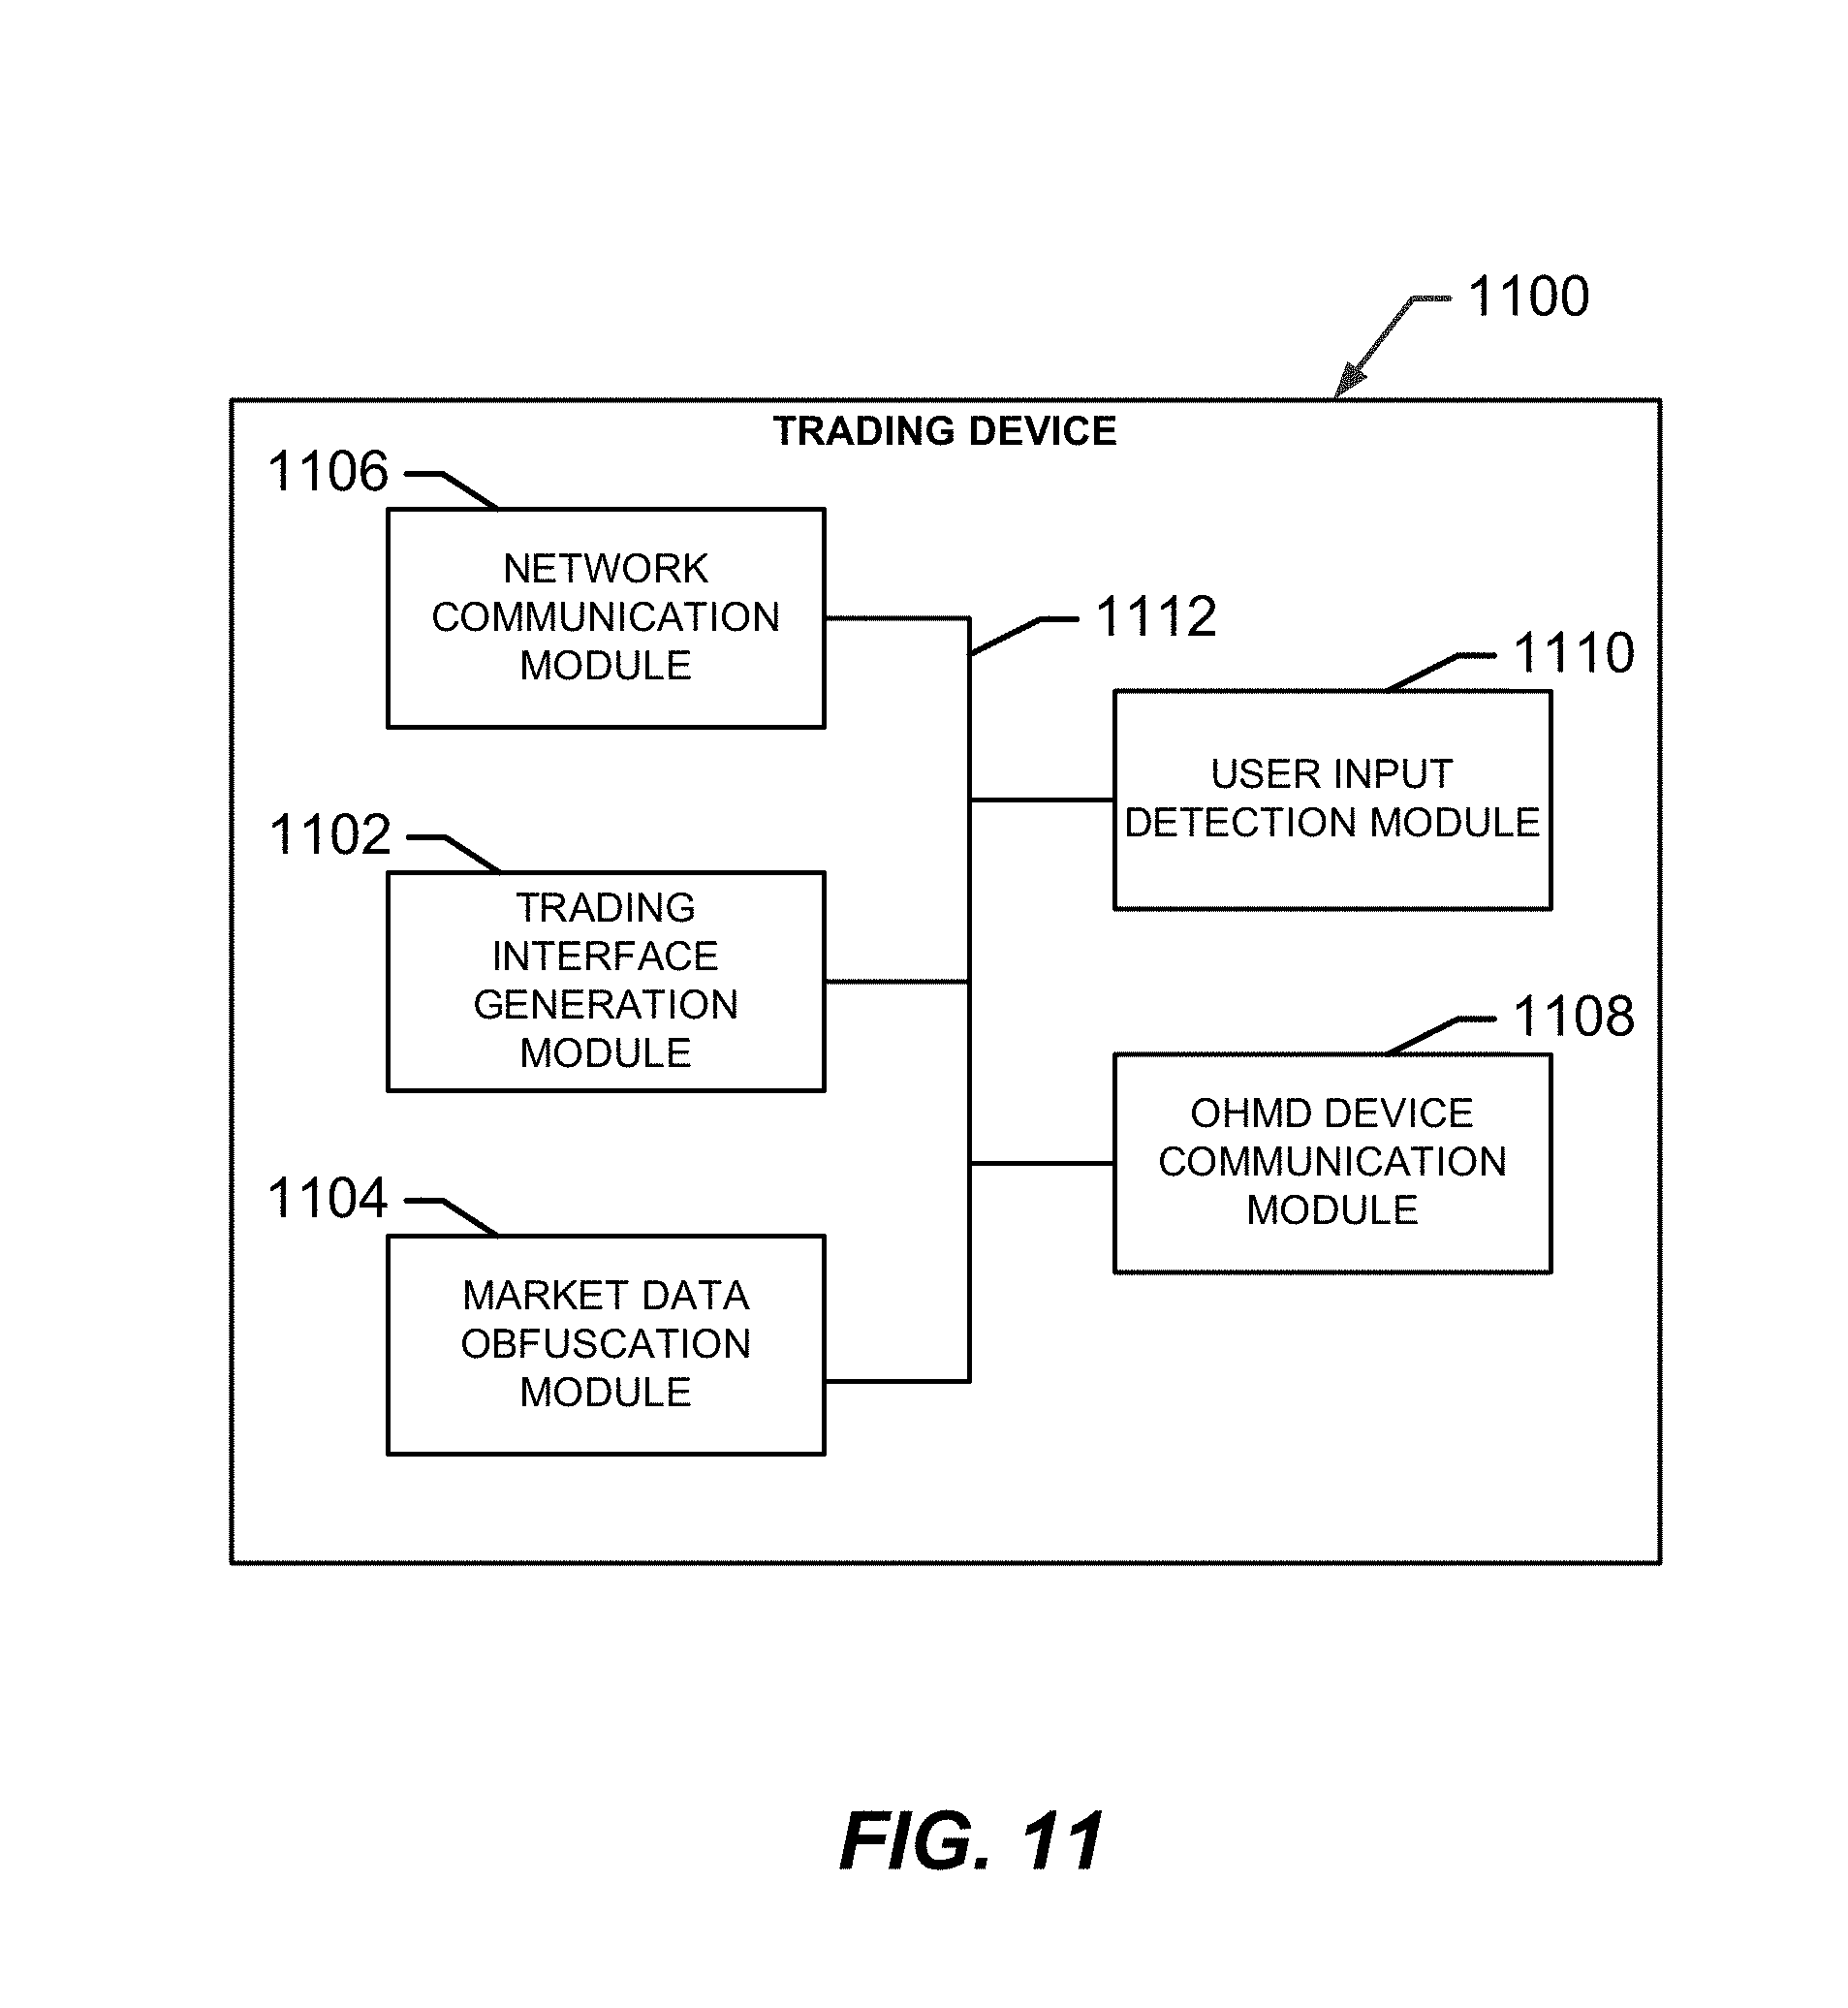 1100
TRADING DEVICE
1106
NETWORK
COMMUNICATION
MODULE
1112
1110
USER INPUT
DETECTION MODULE
1102
TRADING
INTERFACE
GENERATION
MODULE
1108
OHMD DEVICE
COMMUNICATION
MODULE
1104
MARKET DATA
OBFUSCATION
MODULE
FIG. 11